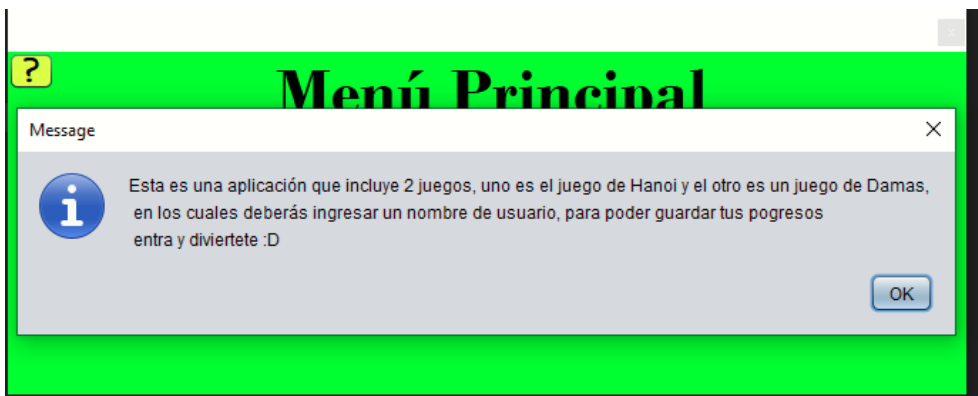 ?
Menú Principal
Message
Esta es una aplicación que incluye 2 juegos, uno es el juego de Hanoi y el otro es un juego de Damas,
en los cuales deberás ingresar un nombre de usuario, para poder guardar tus pogresos
entra y diviertete :D
OK